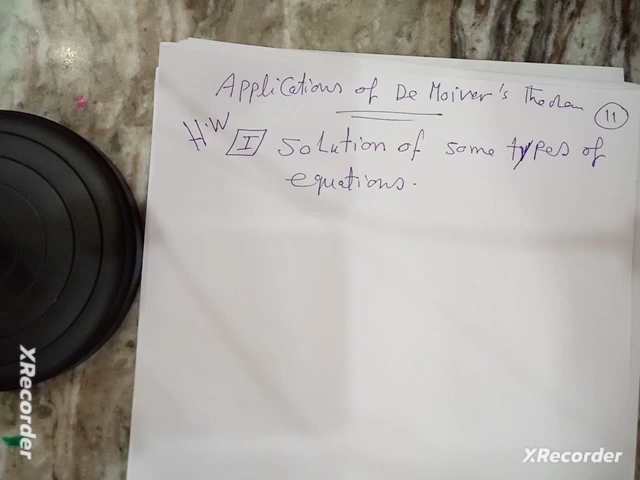 Applications of De Moiver's Theorem
11
H.W
I Solution of some types of
equations.
XRecorder
XRecorder